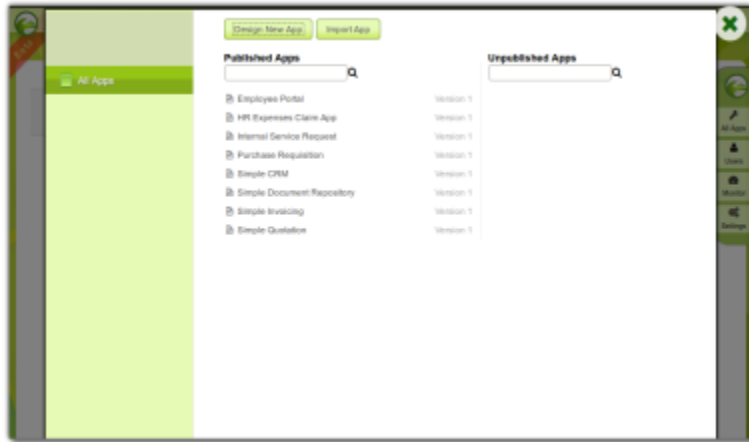 Design New App
Import App
Published Apps
Unpublished Apps
All Apps
Employee Portal Version 1
HR Expenses Claim App Version 1
Internal Service Request Version 1
Purchase Requisition Version 1
Simple CRM Version 1
Simple Document Repository Version 1
Simple Invoicing Version 1
Simple Quotation Version 1
All Apps
Users
Monitor
Settings